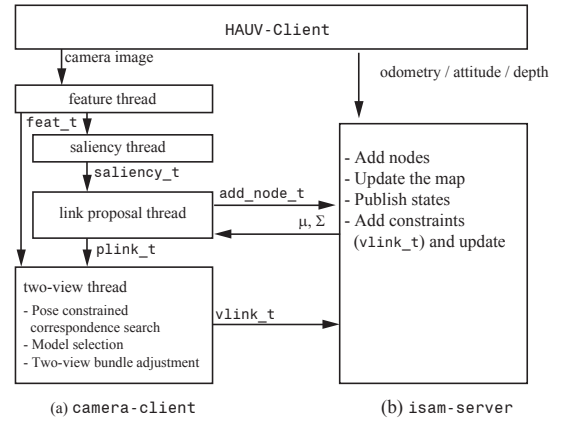 HAUV-Client
camera image
odometry / attitude / depth
feature thread
feat_t
saliency thread
saliency_t
link proposal thread
add_node_t
μ, Σ
plink_t
two-view thread
- Pose constrained
correspondence search
- Model selection
- Two-view bundle adjustment
vlink_t
- Add nodes
- Update the map
- Publish states
- Add constraints
(vlink_t) and update
(a) camera-client
(b) isam-server